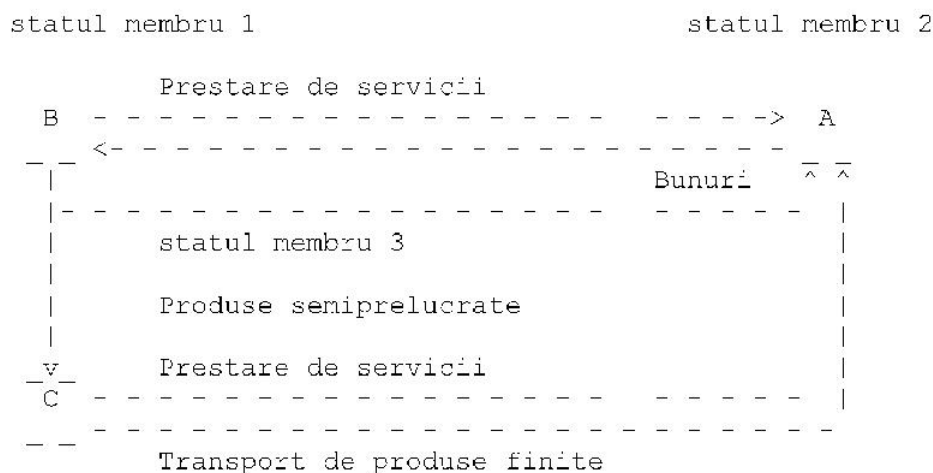 statul membru 1 statul membru 2
Prestare de servicii
B A
Bunuri
statul membru 3
Produse semiprelucrate
Prestare de servicii
C
Transport de produse finite